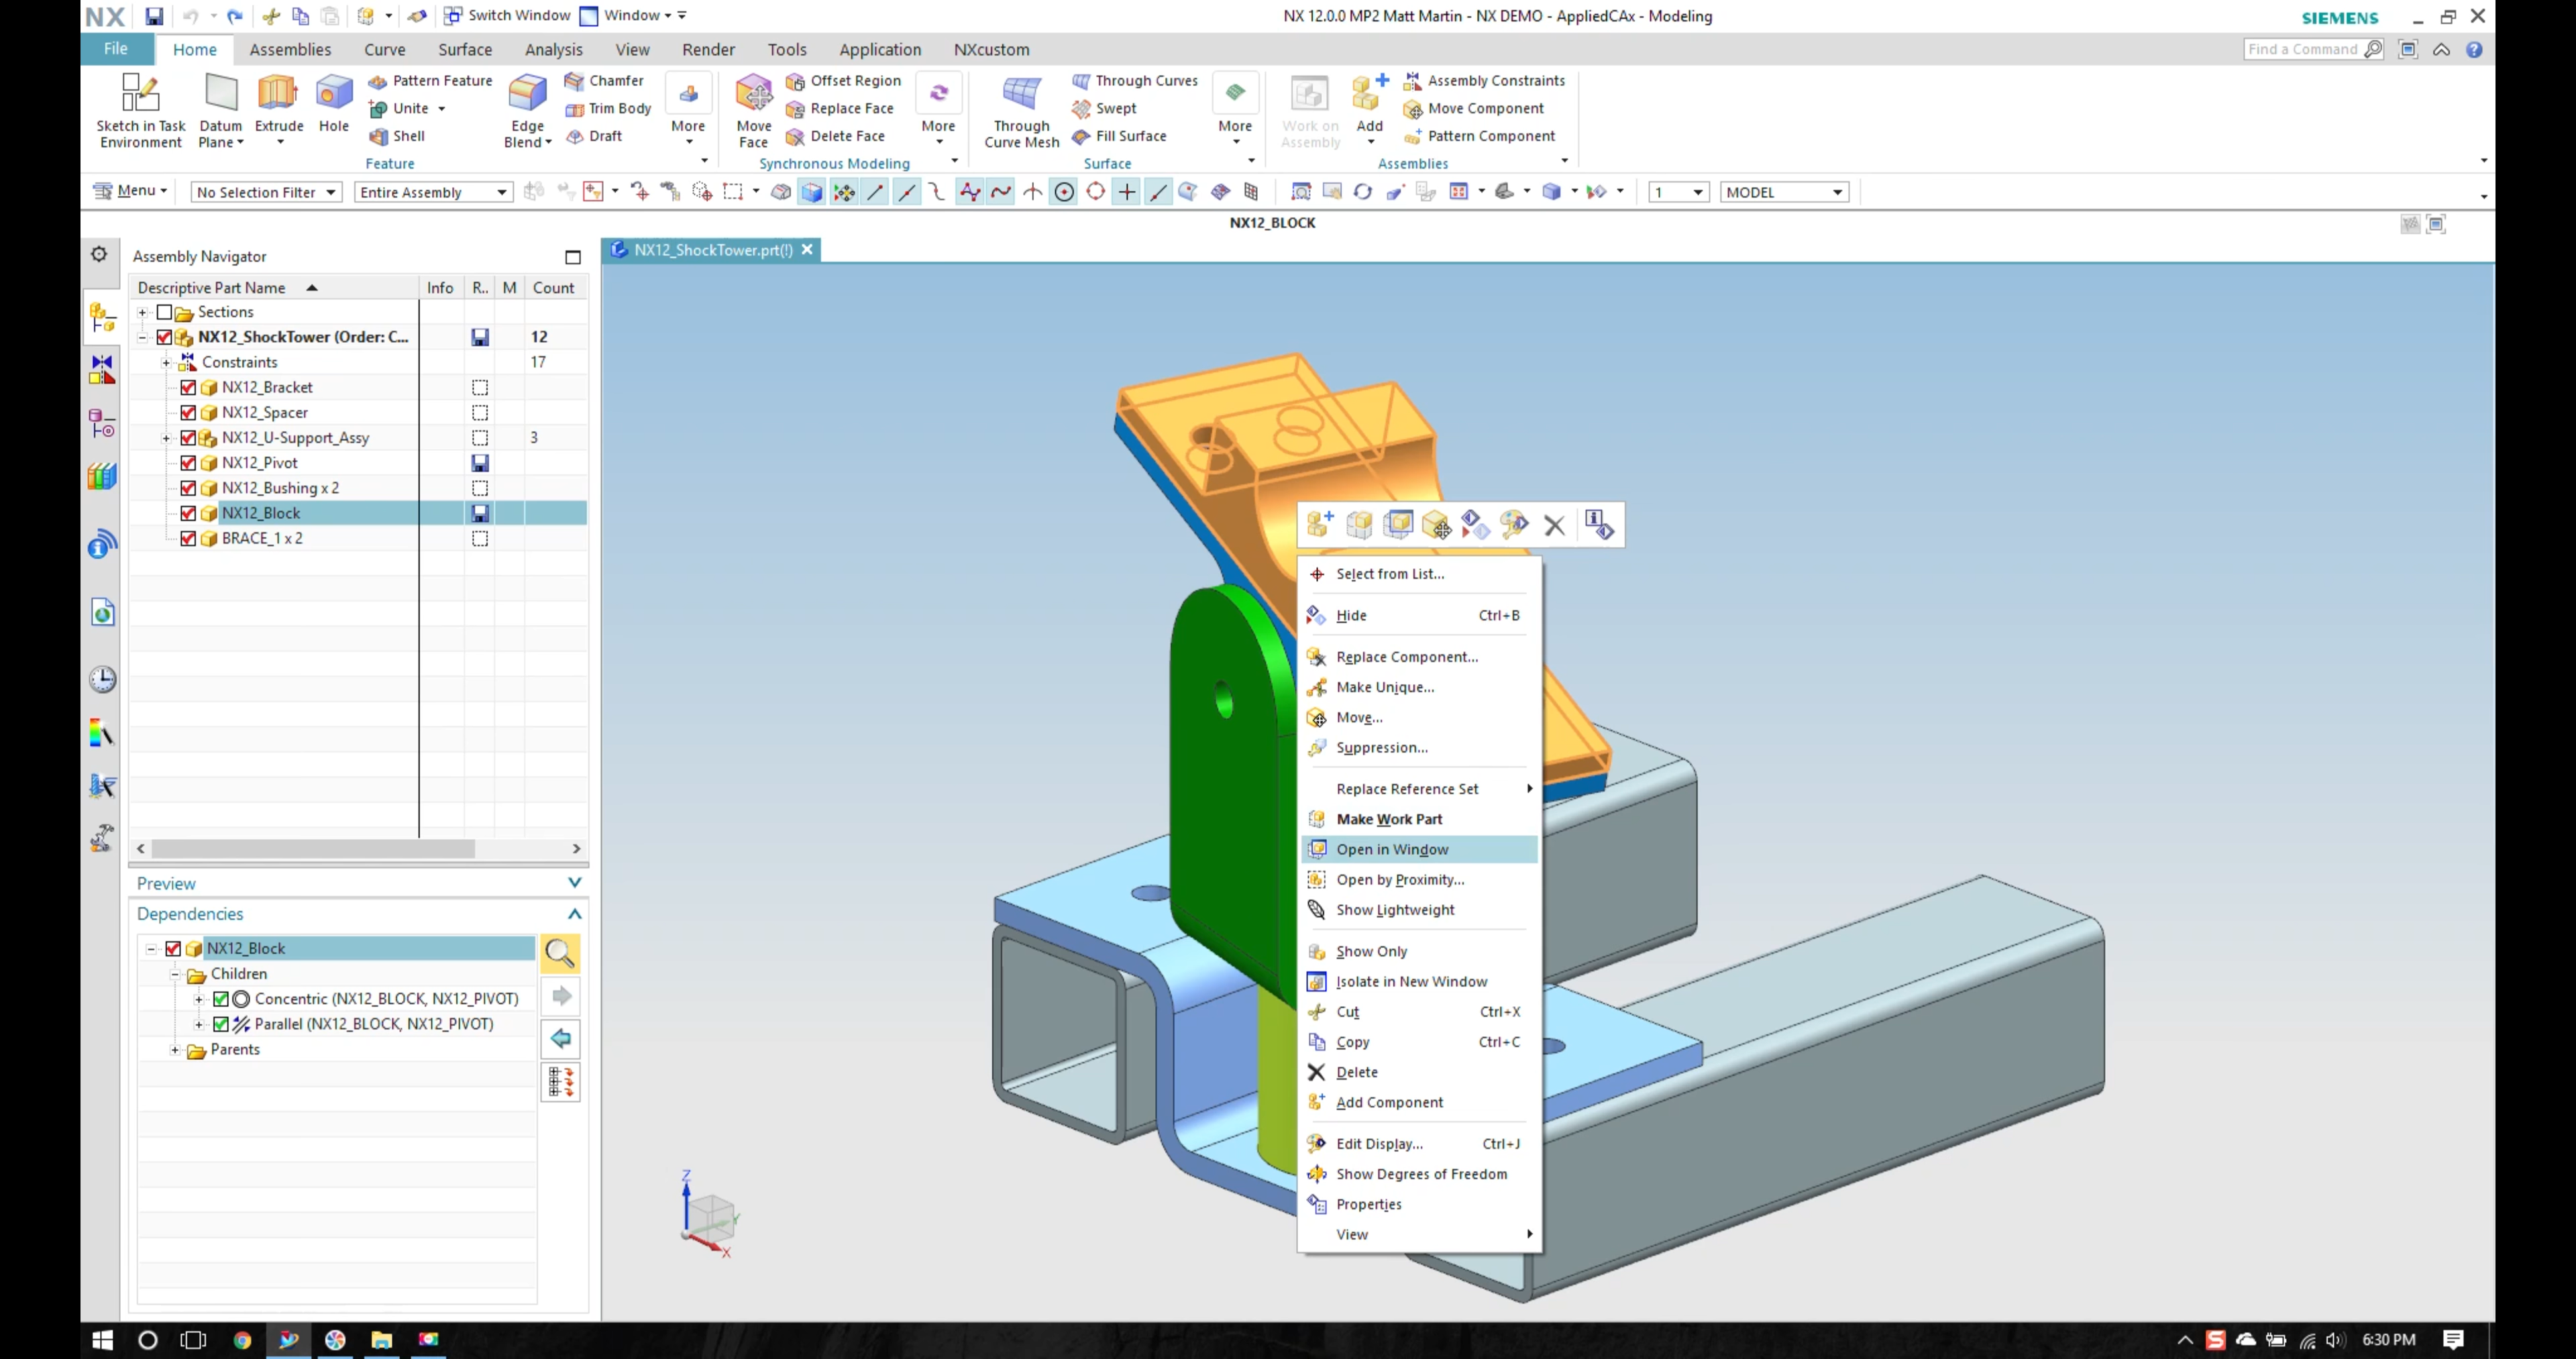 NX Switch Window Window NX 12.0.0 MP2 Matt Martin - NX DEMO - AppliedCAx - Modeling SIEMENS
File Home Assemblies Curve Surface Analysis View Render Tools Application NXcustom Find a Command
Sketch in Task Environment
Datum Plane
Extrude
Hole
Pattern Feature
Unite
Shell
Edge Blend
Chamfer
Trim Body
Draft
More
Feature
Move Face
Offset Region
Replace Face
Delete Face
More
Synchronous Modeling
Through Curve Mesh
Through Curves
Swept
Fill Surface
More
Surface
Work on Assembly
Add
Assembly Constraints
Move Component
Pattern Component
Assemblies
Menu No Selection Filter Entire Assembly 1 MODEL
NX12_BLOCK
Assembly Navigator
NX12_ShockTower.prt(!)
Descriptive Part Name Info R.. M Count
Sections
NX12_ShockTower (Order: C... 12
Constraints 17
NX12_Bracket
NX12_Spacer
NX12_U-Support_Assy 3
NX12_Pivot
NX12_Bushing x 2
NX12_Block
BRACE_1 x 2
Preview
Dependencies
NX12_Block
Children
Concentric (NX12_BLOCK, NX12_PIVOT)
Parallel (NX12_BLOCK, NX12_PIVOT)
Parents
Select from List...
Hide Ctrl+B
Replace Component...
Make Unique...
Move...
Suppression...
Replace Reference Set
Make Work Part
Open in Window
Open by Proximity...
Show Lightweight
Show Only
Isolate in New Window
Cut Ctrl+X
Copy Ctrl+C
Delete
Add Component
Edit Display... Ctrl+J
Show Degrees of Freedom
Properties
View
Z
Y
X
6:30 PM